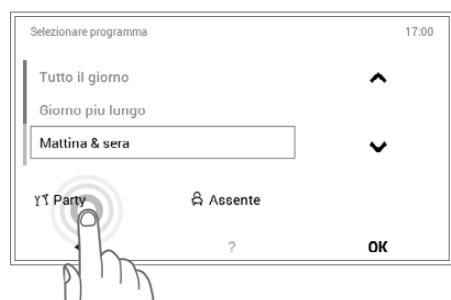 Selezionare programma 17:00
Tutto il giorno
Giorno piu lungo
Mattina & sera
Party Assente
? OK